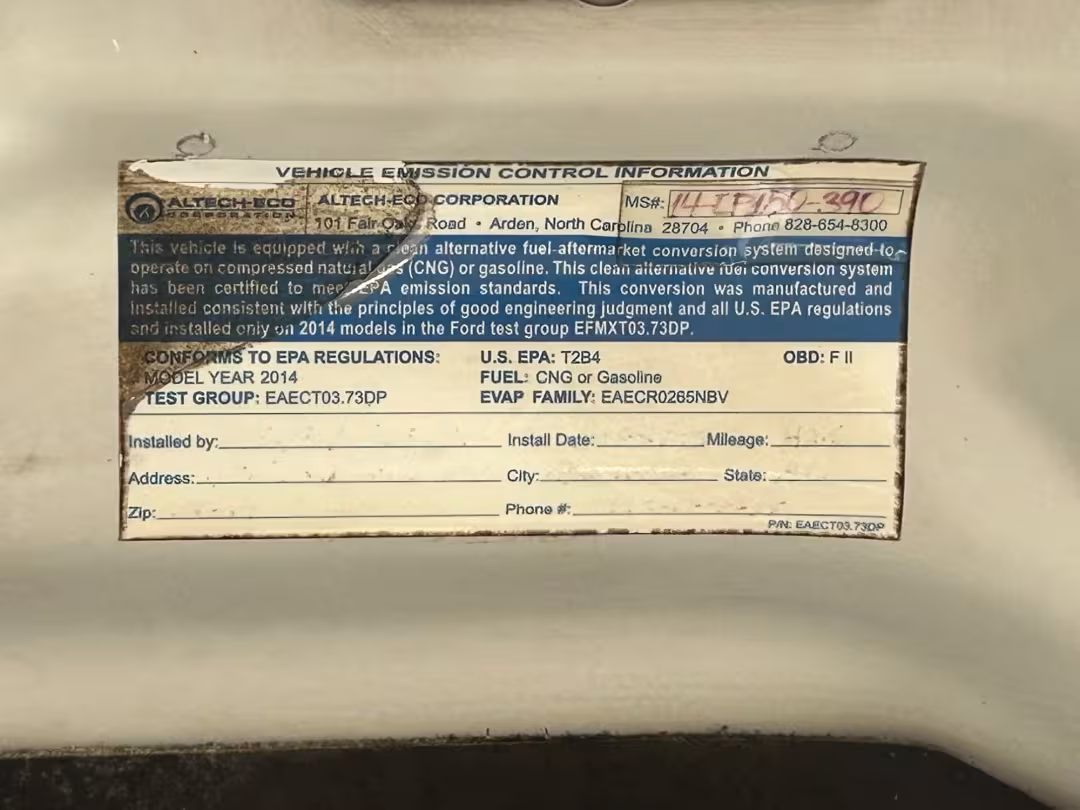 VEHICLE EMISSION CONTROL INFORMATION
ALTECH-ECO CORPORATION
ALTECH-ECO CORPORATION
MS#:
101 Fair Oaks Road • Arden, North Carolina 28704 • Phone 828-654-8300
This vehicle is equipped with a clean alternative fuel-aftermarket conversion system designed to
operate on compressed natural gas (CNG) or gasoline. This clean alternative fuel conversion system
has been certified to meet EPA emission standards. This conversion was manufactured and
installed consistent with the principles of good engineering judgment and all U.S. EPA regulations
and installed only on 2014 models in the Ford test group EFMXT03.73DP.
CONFORMS TO EPA REGULATIONS: U.S. EPA: T2B4 OBD: F II
MODEL YEAR 2014 FUEL: CNG or Gasoline
TEST GROUP: EAECT03.73DP EVAP FAMILY: EAECR0265NBV
Installed by: Install Date: Mileage:
Address: City: State:
Zip: Phone #:
P/N: EAECT03.73DP